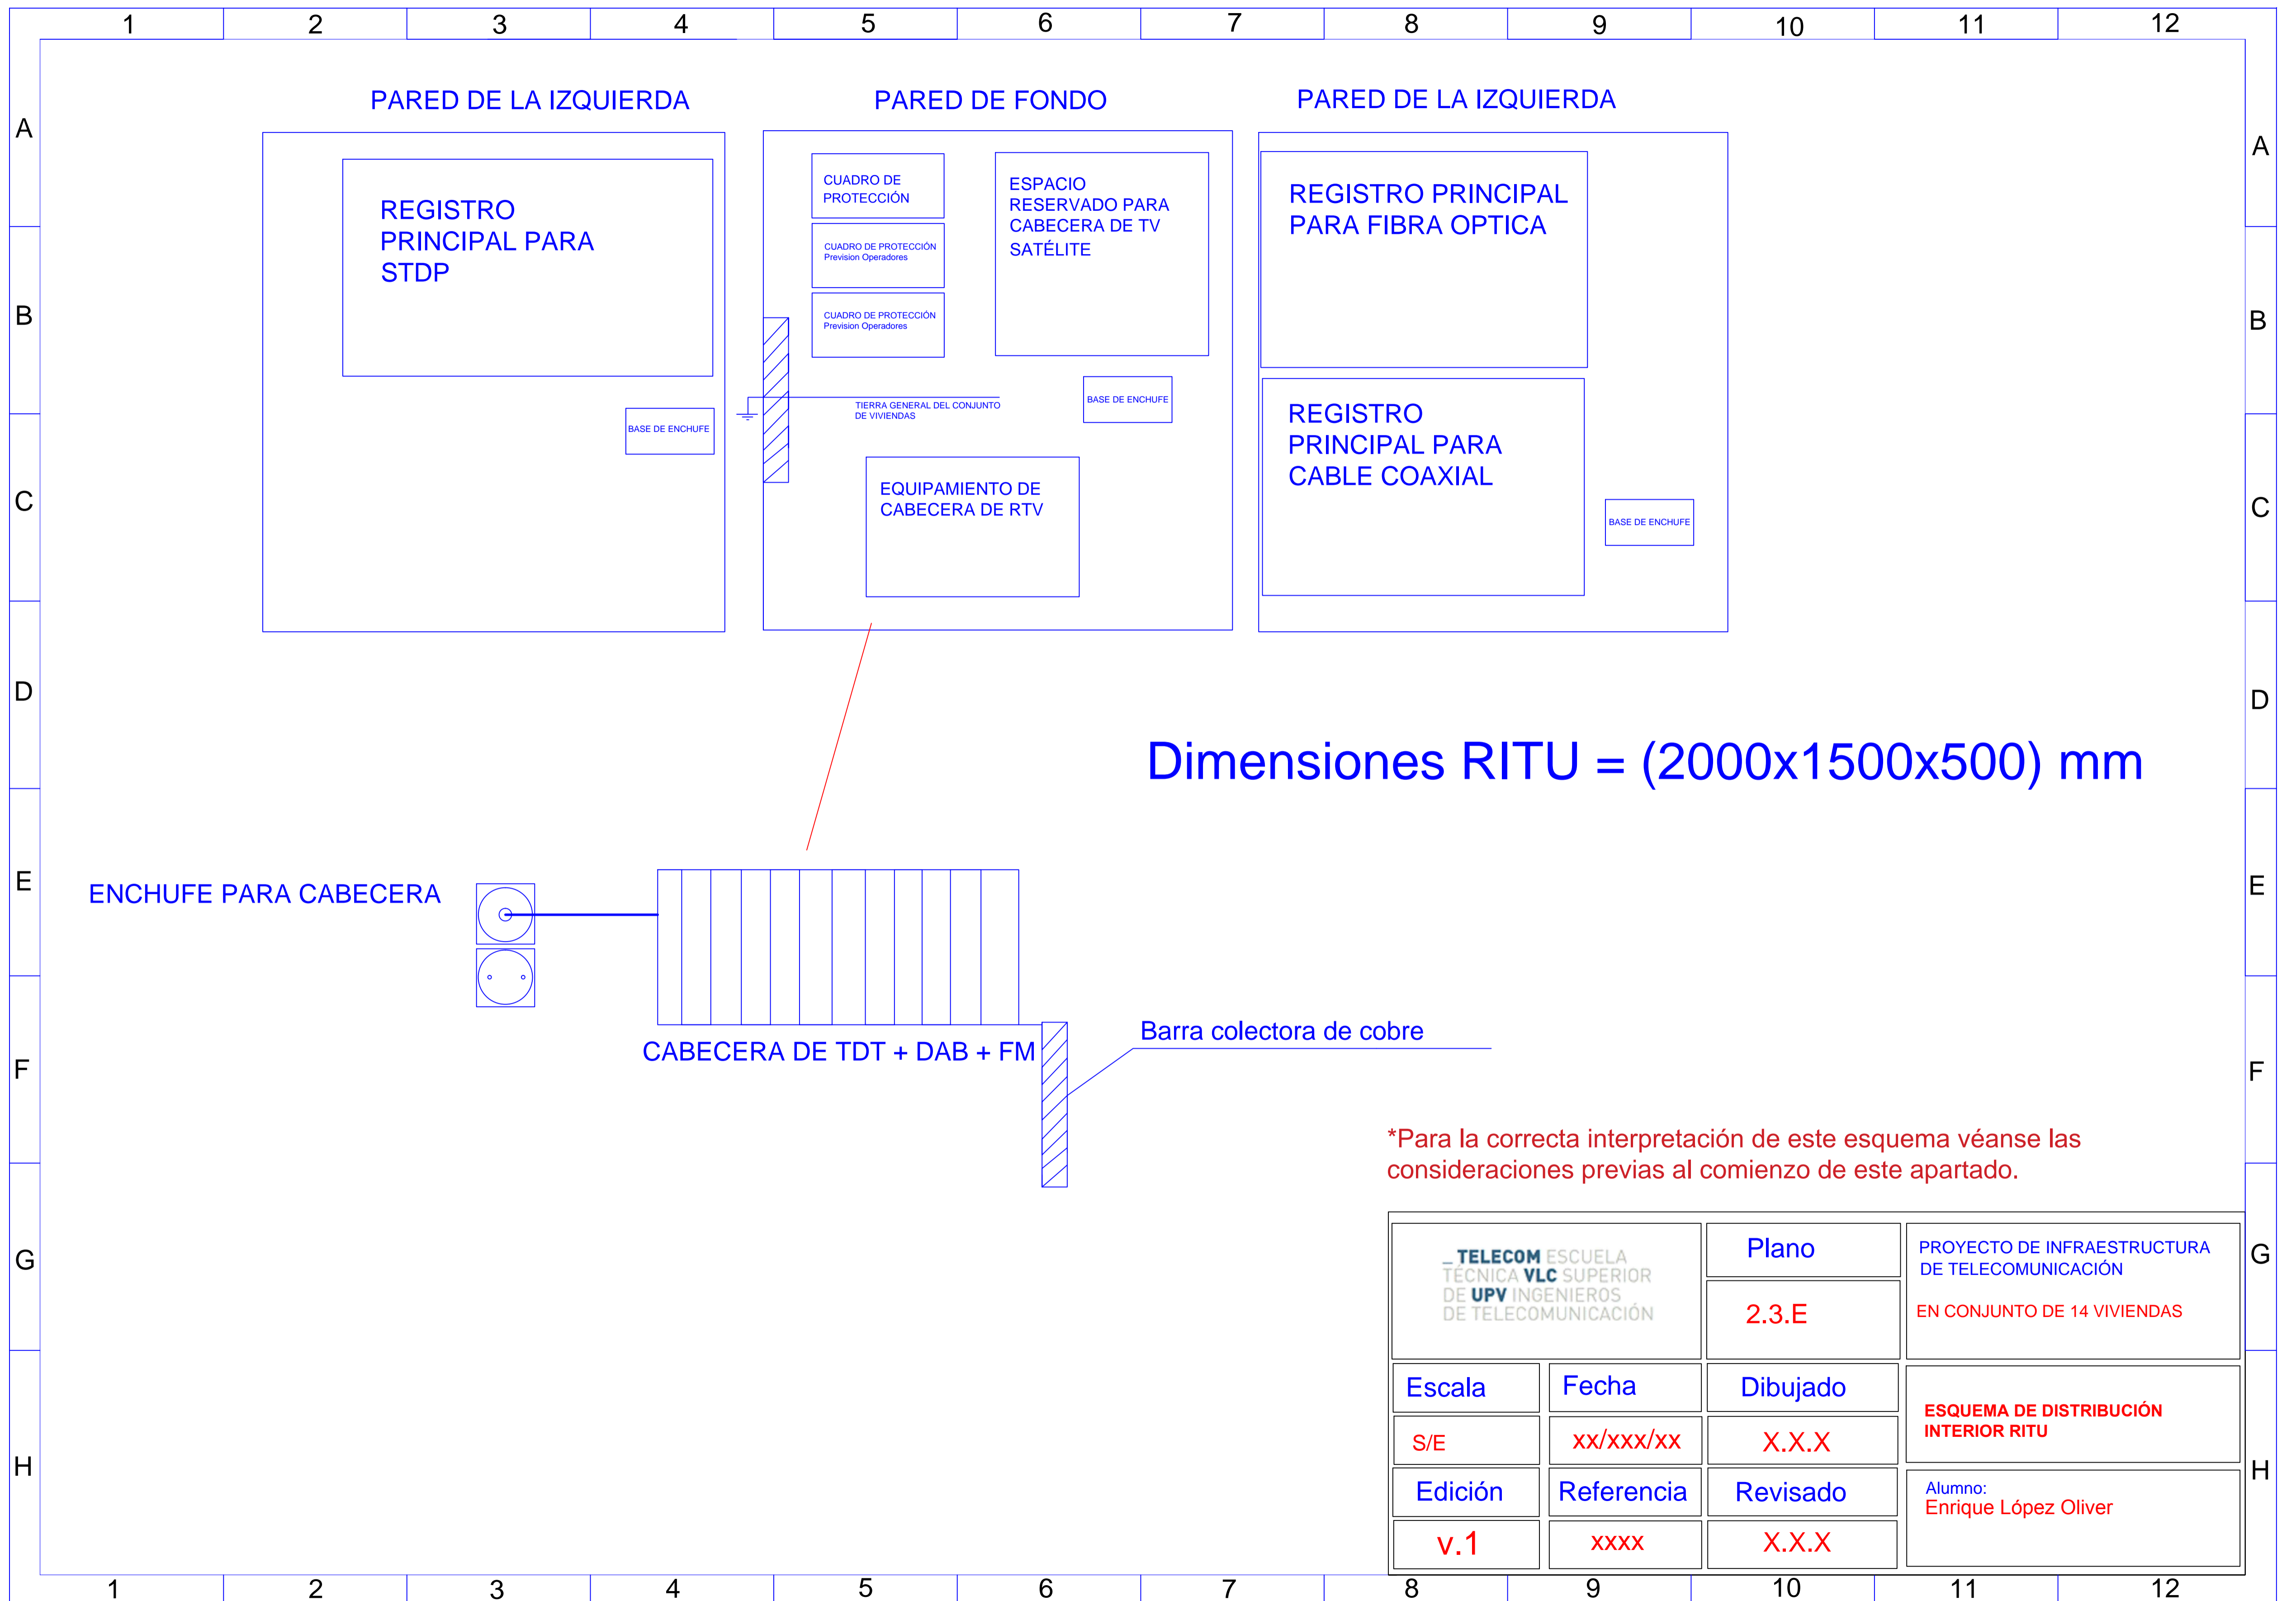 1 2 3 4 5 6 7 8 9 10 11 12
PARED DE LA IZQUIERDA
PARED DE FONDO
PARED DE LA IZQUIERDA
A
A
REGISTRO
PRINCIPAL PARA
STDP
CUADRO DE
PROTECCIÓN
CUADRO DE PROTECCIÓN
Prevision Operadores
CUADRO DE PROTECCIÓN
Prevision Operadores
ESPACIO
RESERVADO PARA
CABECERA DE TV
SATÉLITE
REGISTRO PRINCIPAL
PARA FIBRA OPTICA
B
B
BASE DE ENCHUFE
TIERRA GENERAL DEL CONJUNTO
DE VIVIENDAS
BASE DE ENCHUFE
REGISTRO
PRINCIPAL PARA
CABLE COAXIAL
C
C
EQUIPAMIENTO DE
CABECERA DE RTV
BASE DE ENCHUFE
D
D
Dimensiones RITU = (2000x1500x500) mm
E
E
ENCHUFE PARA CABECERA
CABECERA DE TDT + DAB + FM
Barra colectora de cobre
F
F
*Para la correcta interpretación de este esquema véanse las
consideraciones previas al comienzo de este apartado.
G
G
_TELECOM ESCUELA
TÉCNICA VLC SUPERIOR
DE UPV INGENIEROS
DE TELECOMUNICACIÓN
Plano
2.3.E
PROYECTO DE INFRAESTRUCTURA
DE TELECOMUNICACIÓN
EN CONJUNTO DE 14 VIVIENDAS
H
H
Escala
Fecha
Dibujado
S/E
xx/xxx/xx
X.X.X
ESQUEMA DE DISTRIBUCIÓN
INTERIOR RITU
Edición
Referencia
Revisado
v.1
xxxx
X.X.X
Alumno:
Enrique López Oliver
1 2 3 4 5 6 7 8 9 10 11 12